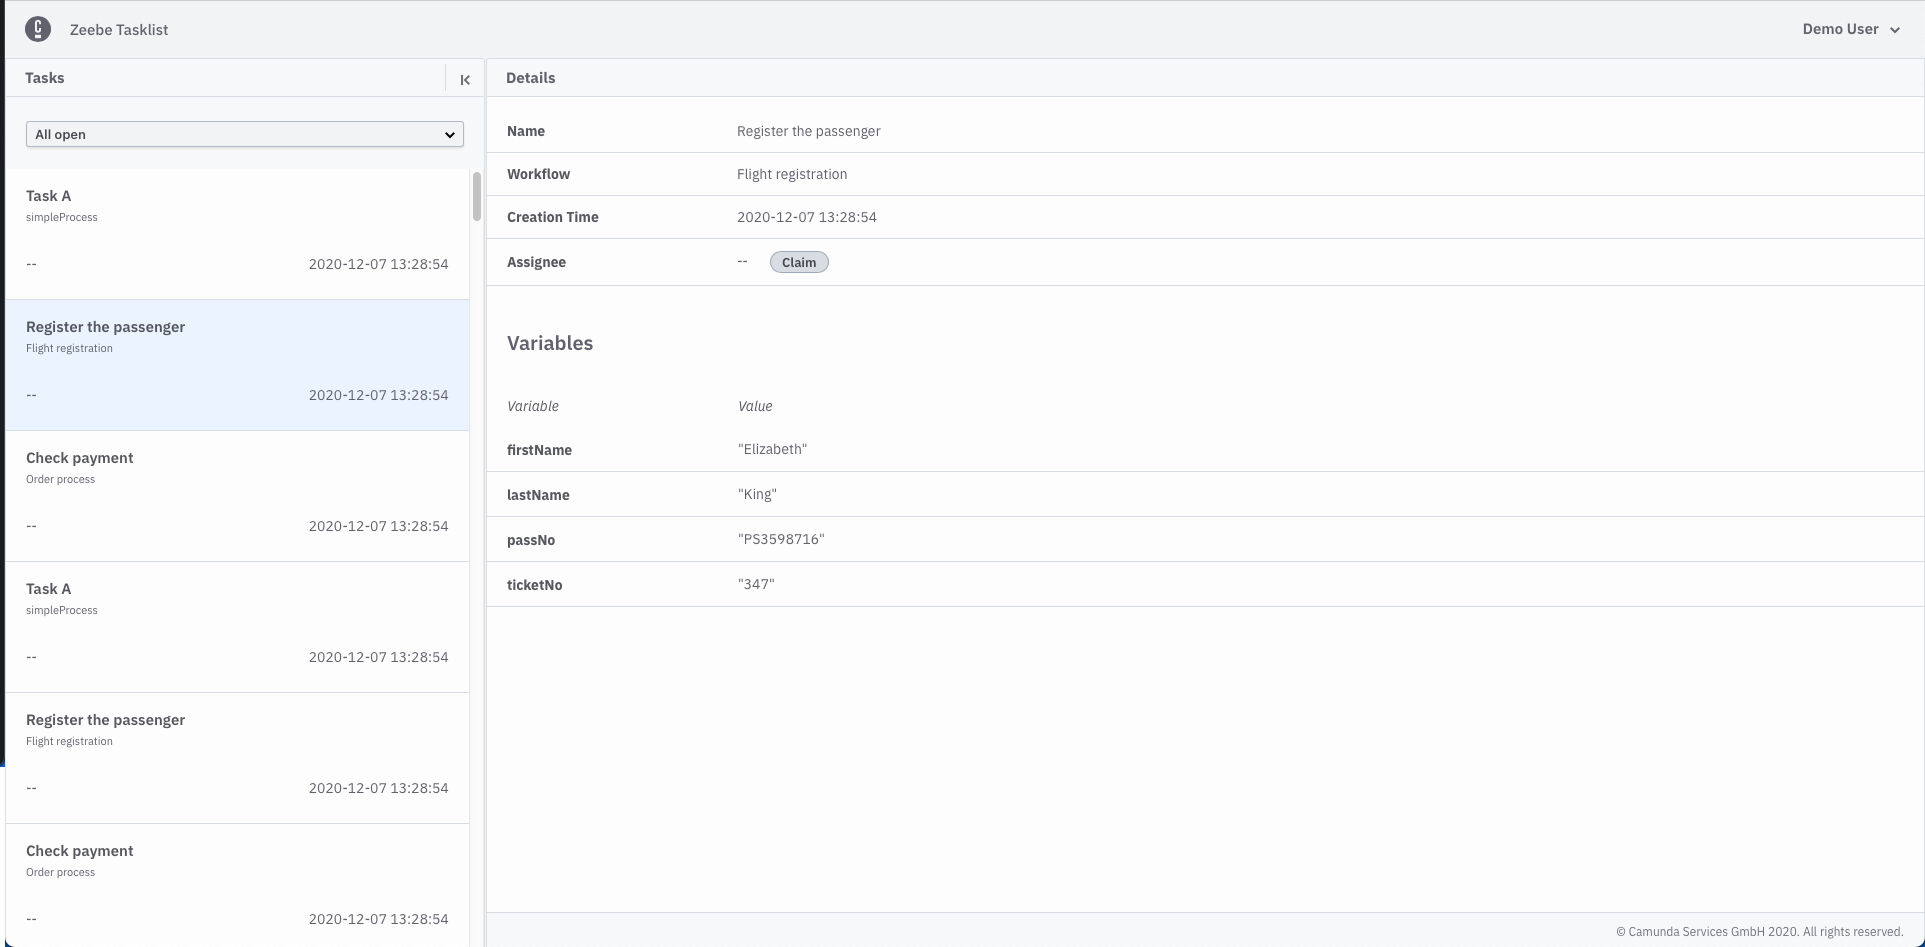 Zeebe Tasklist
Demo User
Tasks
All open
Task A
simpleProcess
-- 2020-12-07 13:28:54
Register the passenger
Flight registration
-- 2020-12-07 13:28:54
Check payment
Order process
-- 2020-12-07 13:28:54
Task A
simpleProcess
-- 2020-12-07 13:28:54
Register the passenger
Flight registration
-- 2020-12-07 13:28:54
Check payment
Order process
-- 2020-12-07 13:28:54
Details
Name Register the passenger
Workflow Flight registration
Creation Time 2020-12-07 13:28:54
Assignee -- Claim
Variables
Variable Value
firstName "Elizabeth"
lastName "King"
passNo "PS3598716"
ticketNo "347"
© Camunda Services GmbH 2020. All rights reserved.